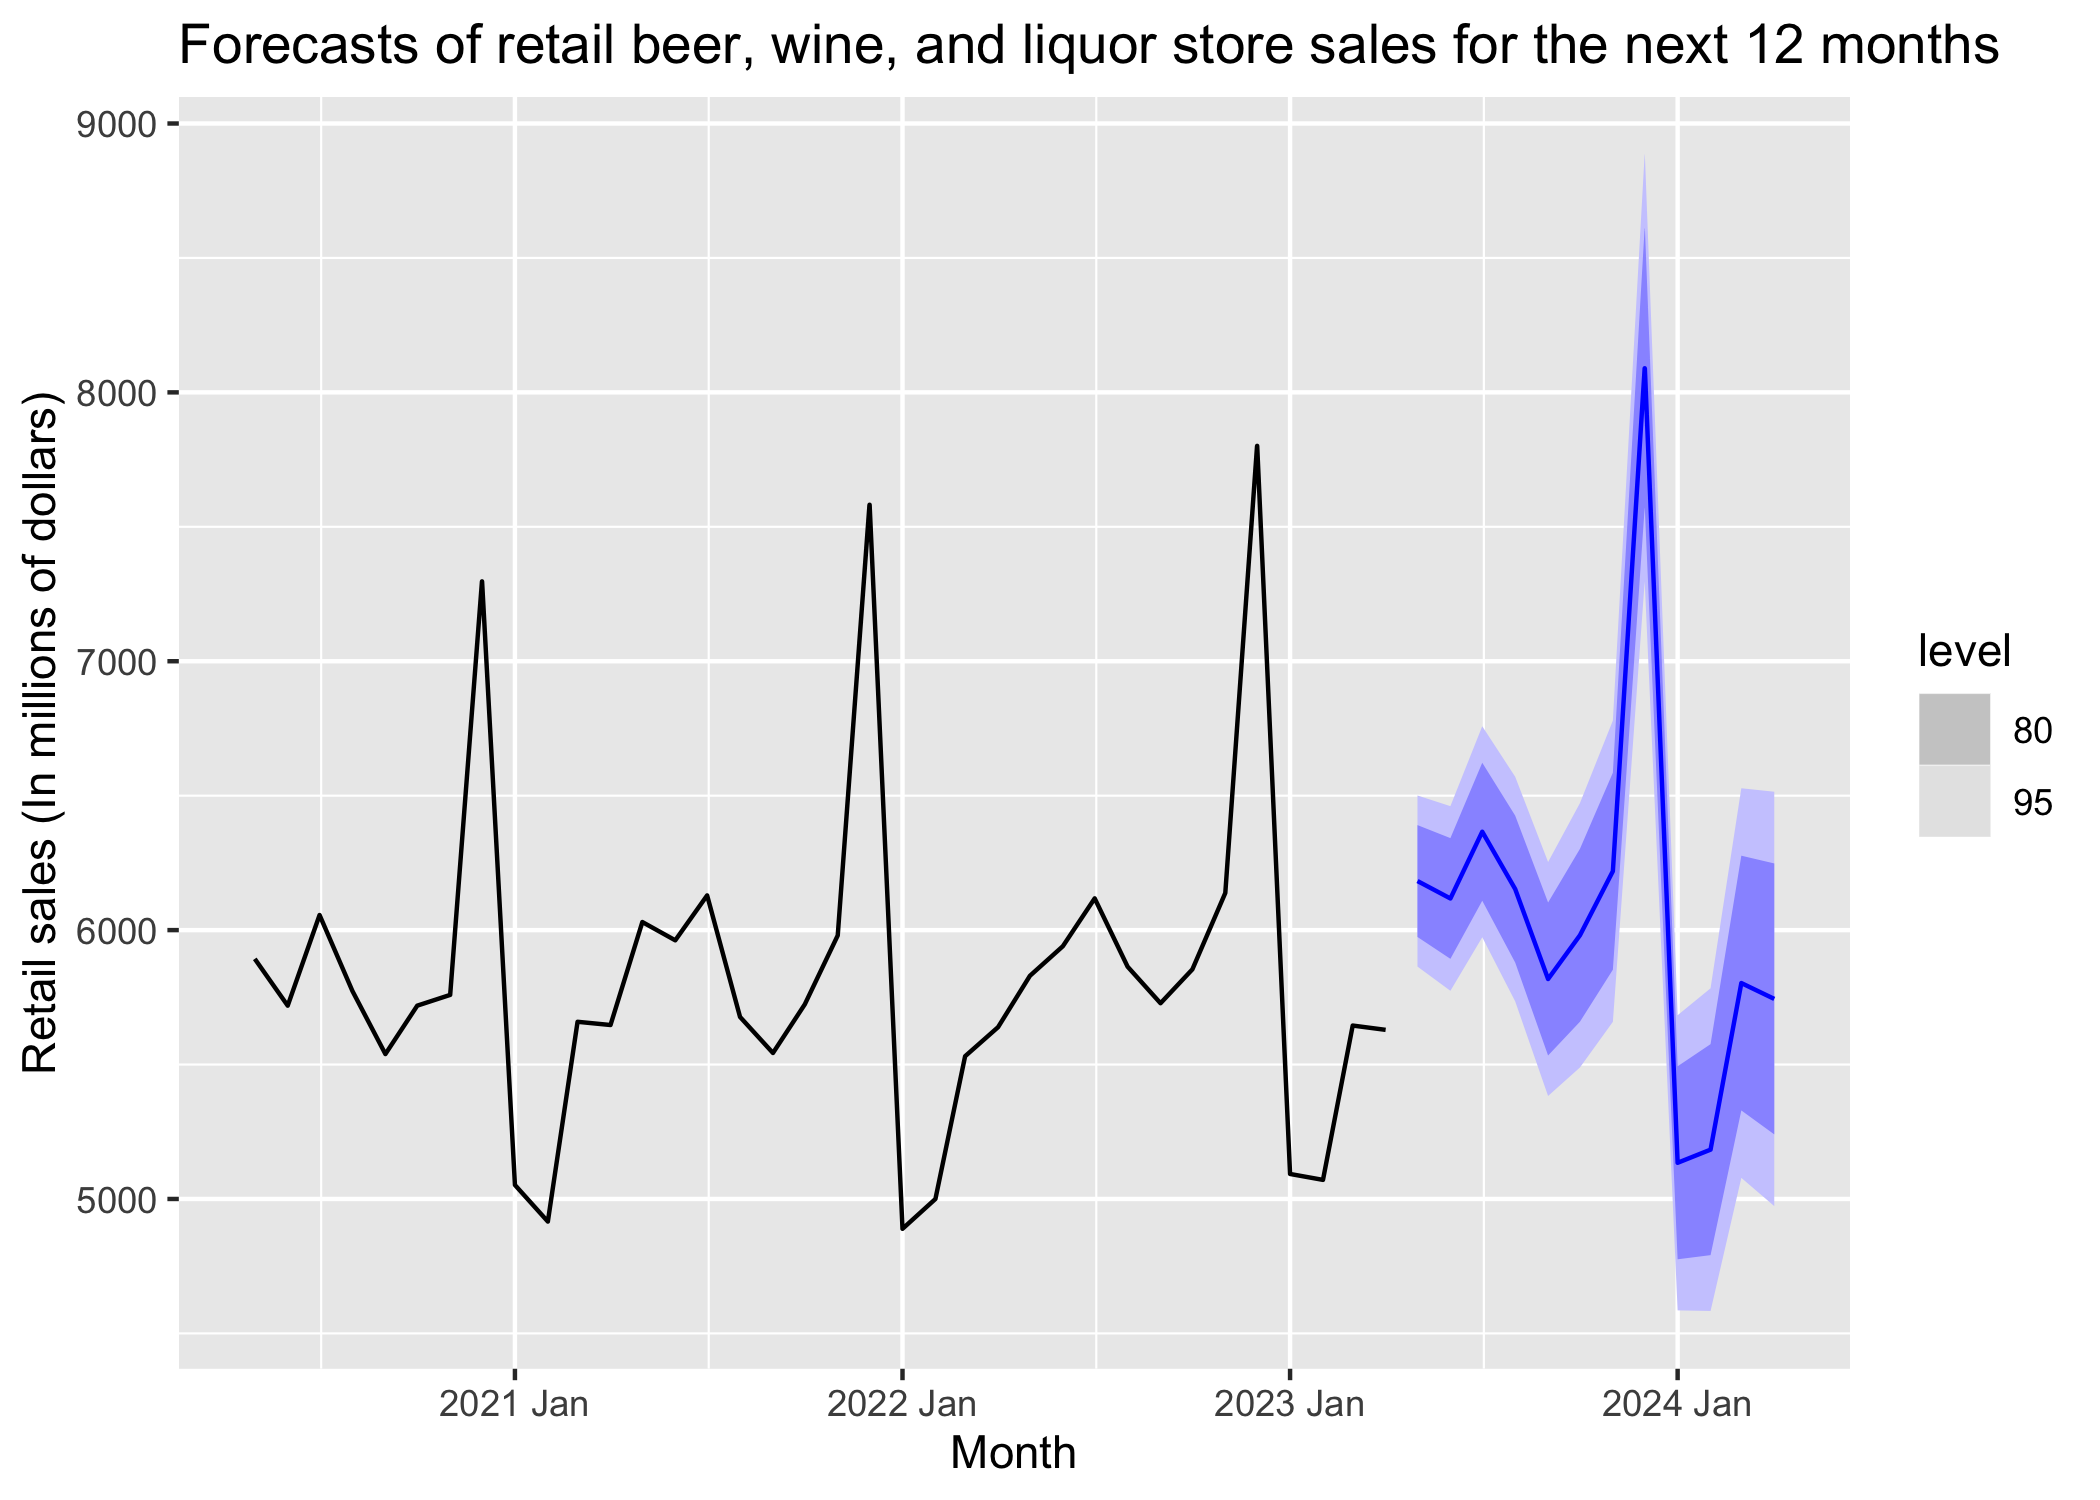 Forecasts of retail beer, wine, and liquor store sales for the next 12 months
Retail sales (In millions of dollars)
9000
8000
7000
6000
5000
2021 Jan
2022 Jan
2023 Jan
2024 Jan
Month
level
80
95